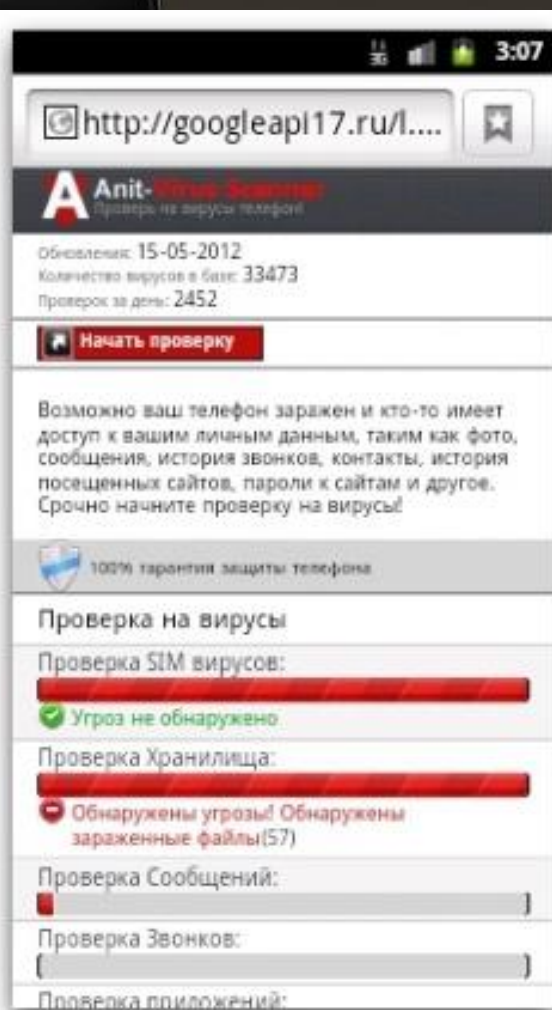 3G 3:07
http://googleapi17.ru/l....
A Anit-Virus Scanner
Проверь на вирусы телефон!
Обновления: 15-05-2012
Количество вирусов в базе: 33473
Проверок за день: 2452
Начать проверку
Возможно ваш телефон заражен и кто-то имеет
доступ к вашим личным данным, таким как фото,
сообщения, история звонков, контакты, история
посещенных сайтов, пароли к сайтам и другое.
Срочно начните проверку на вирусы!
100% гарантия защиты телефона
Проверка на вирусы
Проверка SIM вирусов:
Угроз не обнаружено
Проверка Хранилища:
Обнаружены угрозы! Обнаружены
зараженные файлы(57)
Проверка Сообщений:
Проверка Звонков:
Проверка приложений: